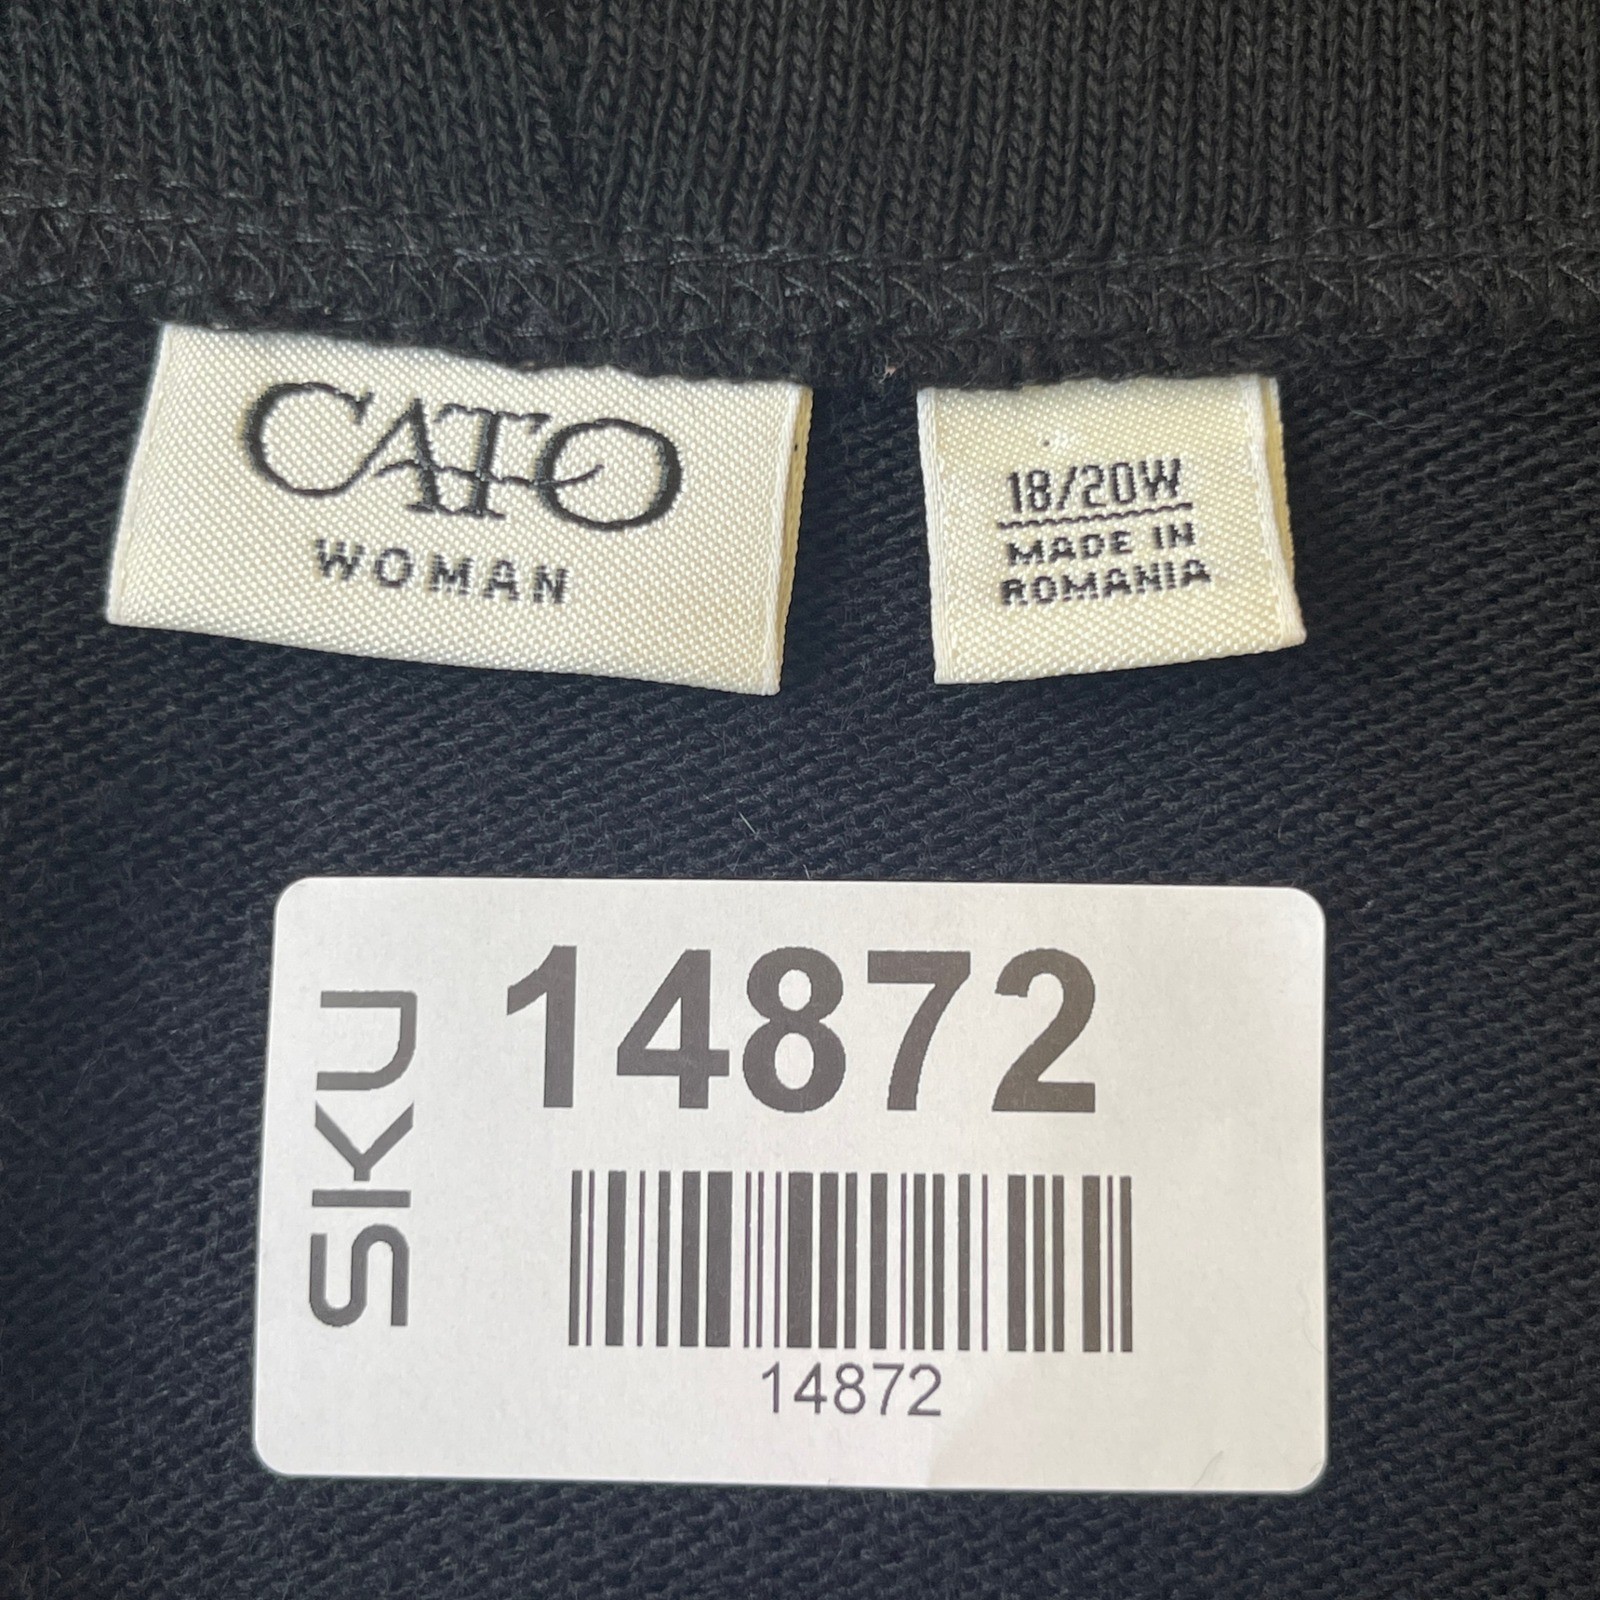 CATO
WOMAN
18/20W
MADE IN
ROMANIA
SKU
14872
14872